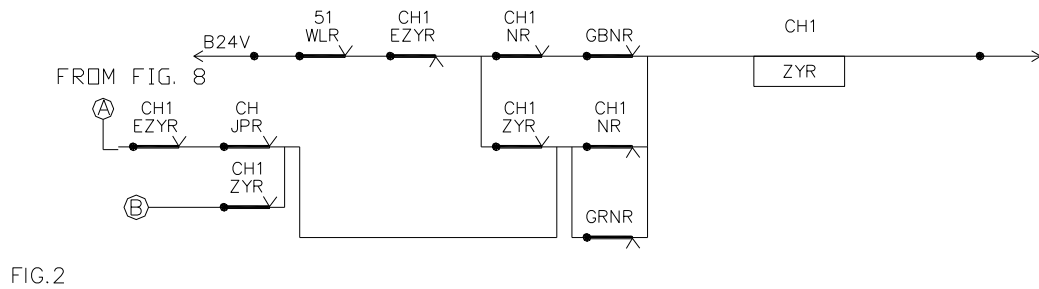 51
WLR
CH1
EZYR
CH1
NR
GBNR
CH1
B24V
ZYR
FROM FIG. 8
A
CH1
EZYR
CH
JPR
CH1
ZYR
CH1
NR
CH1
ZYR
B
GRNR
FIG.2